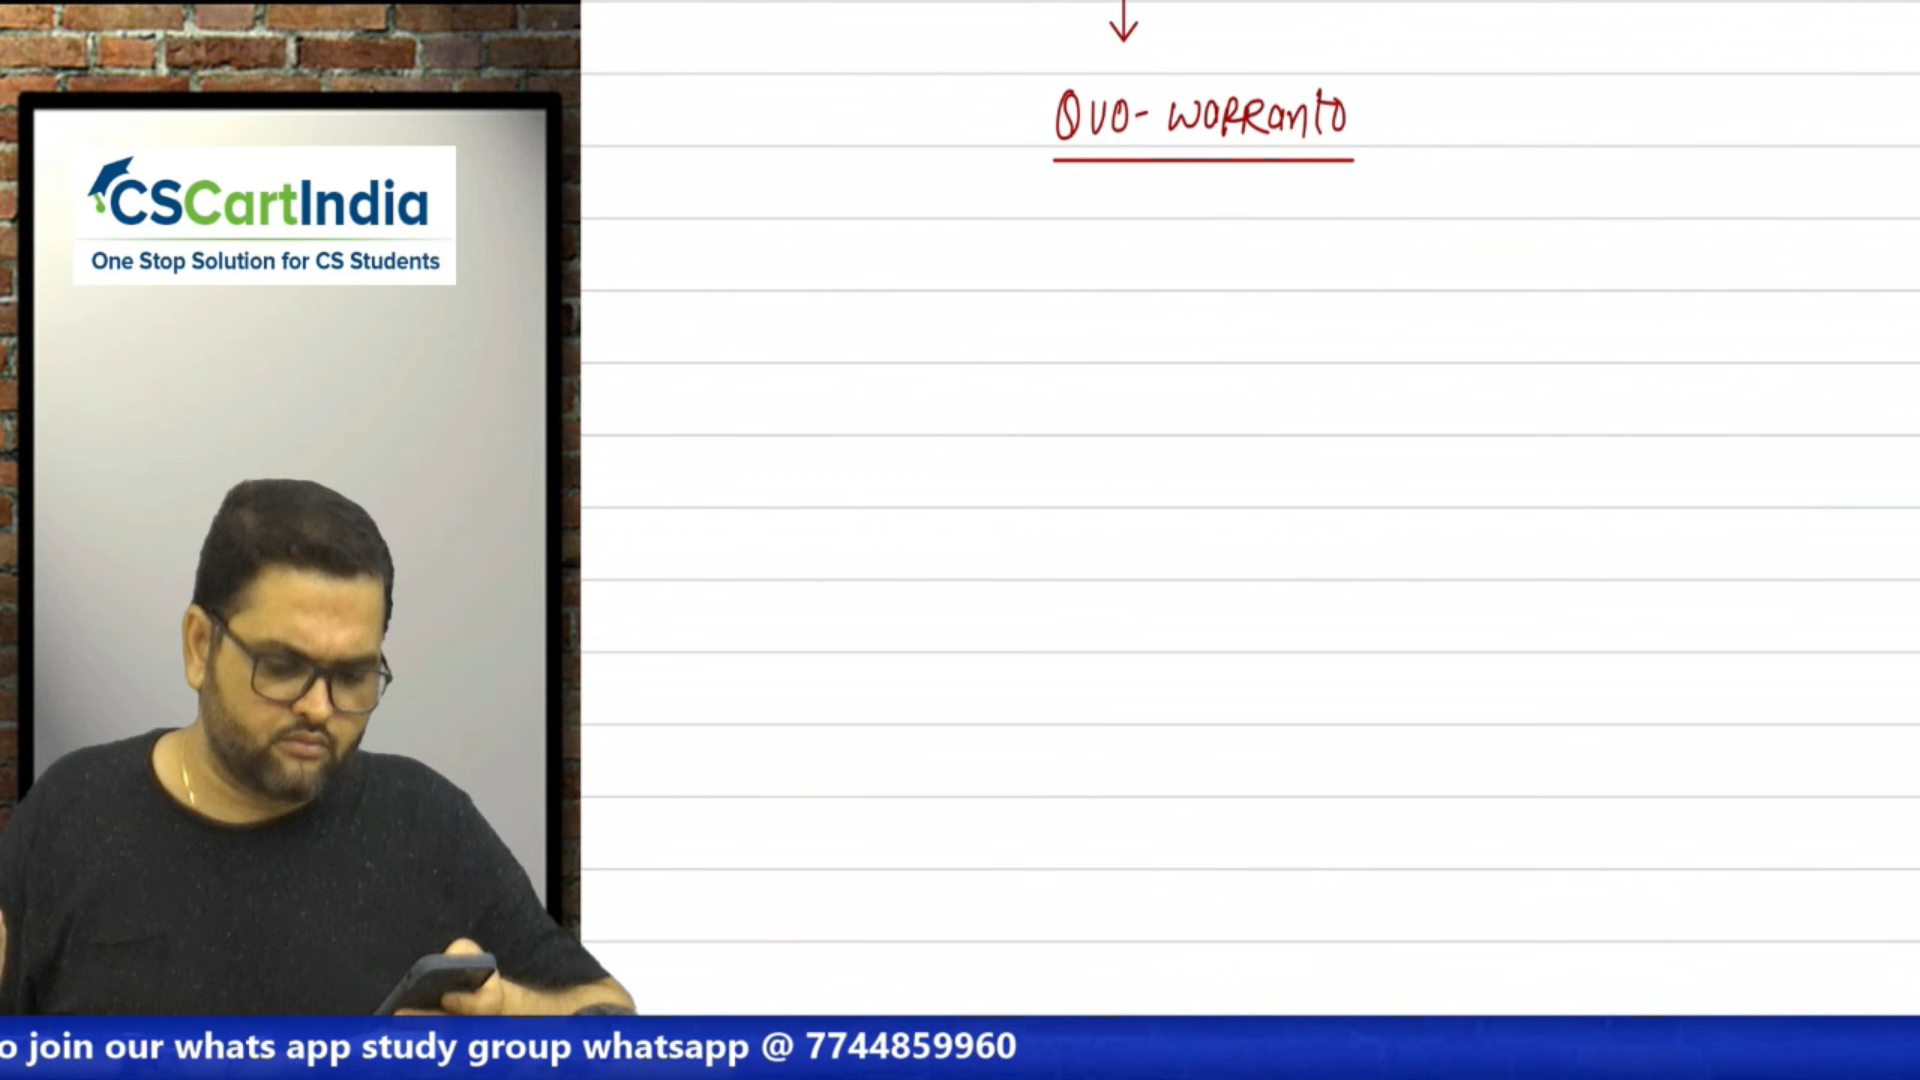 QUO-WARRANTO
CSCartIndia
One Stop Solution for CS Students
o join our whats app study group whatsapp @ 7744859960